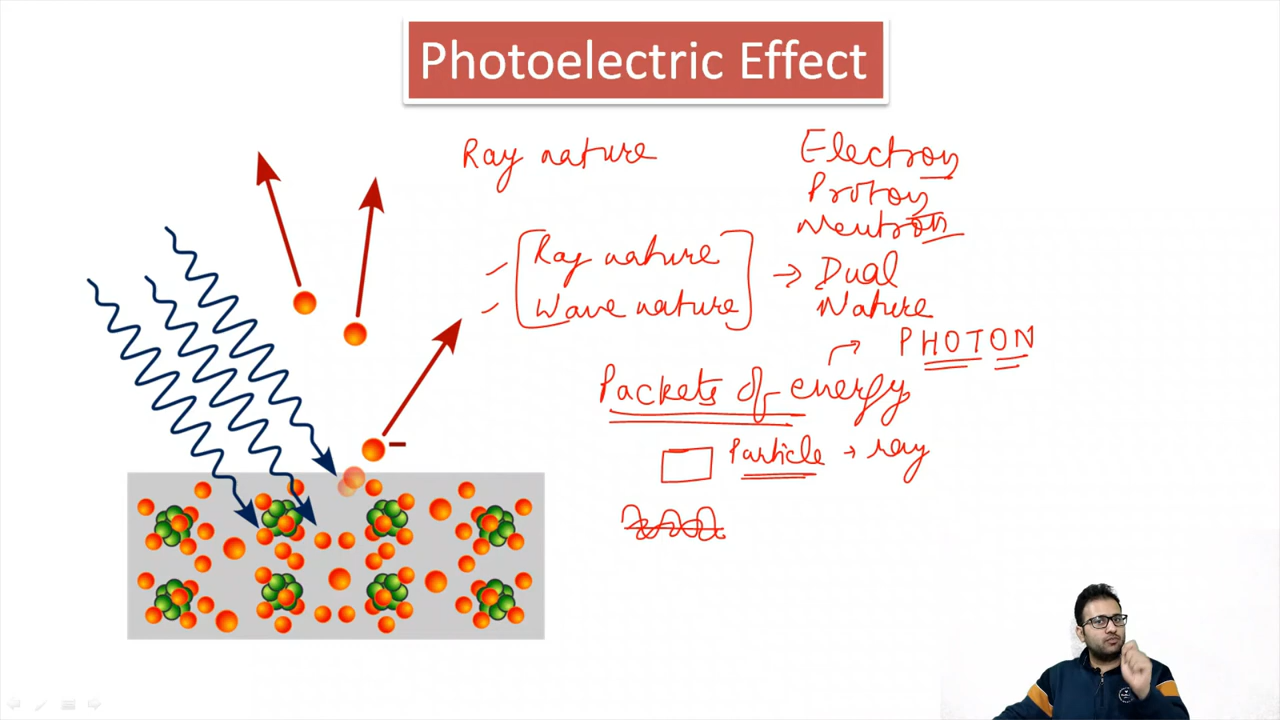 Photoelectric Effect
Ray nature
Electron
Proton
Neutron
Ray nature
Wave nature
→ Dual
Nature
PHOTON
Packets of energy
Particle → ray